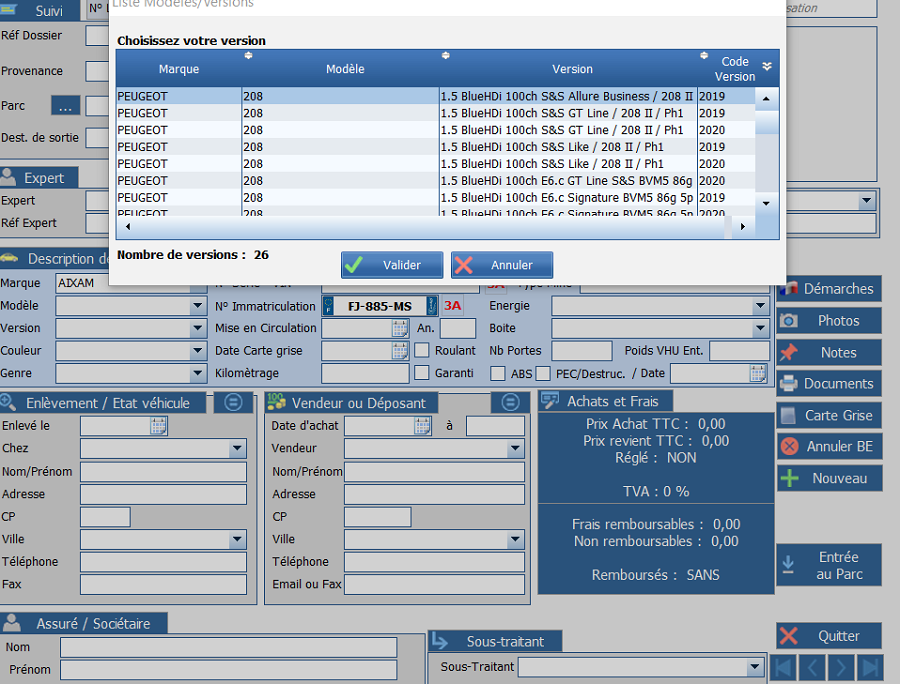 Suivi
N°
Liste Modèles/Versions
Réf Dossier
Provenance
Parc ...
Dest. de sortie
Choisissez votre version
Marque Modèle Version Code Version
PEUGEOT 208 1.5 BlueHDi 100ch S&S Allure Business / 208 II 2019
PEUGEOT 208 1.5 BlueHDi 100ch S&S GT Line / 208 II / Ph1 2019
PEUGEOT 208 1.5 BlueHDi 100ch S&S GT Line / 208 II / Ph1 2020
PEUGEOT 208 1.5 BlueHDi 100ch S&S Like / 208 II / Ph1 2019
PEUGEOT 208 1.5 BlueHDi 100ch S&S Like / 208 II / Ph1 2020
PEUGEOT 208 1.5 BlueHDi 100ch E6.c GT Line S&S BVM5 86g 2020
PEUGEOT 208 1.5 BlueHDi 100ch E6.c Signature BVM5 86g 5p 2019
PEUGEOT 208 1.5 BlueHDi 100ch E6.c Signature BVM5 86g 5p 2020
Nombre de versions : 26
Valider Annuler
Expert
Expert
Réf Expert
Description de
Marque AIXAM
Modèle N° Immatriculation F FJ-885-MS 3A Energie
Version Mise en Circulation An. Boite
Couleur Date Carte grise Roulant Nb Portes Poids VHU Ent.
Genre Kilomètrage Garanti ABS PEC/Destruc. / Date
Démarches
Photos
Notes
Documents
Carte Grise
Annuler BE
Nouveau
Entrée au Parc
Quitter
Enlèvement / Etat véhicule
Enlevé le
Chez
Nom/Prénom
Adresse
CP
Ville
Téléphone
Fax
Vendeur ou Déposant
Date d'achat à
Vendeur
Nom/Prénom
Adresse
CP
Ville
Téléphone
Email ou Fax
Achats et Frais
Prix Achat TTC : 0,00
Prix revient TTC : 0,00
Réglé : NON
TVA : 0 %
Frais remboursables : 0,00
Non remboursables : 0,00
Remboursés : SANS
Assuré / Sociétaire
Nom
Prénom
Sous-traitant
Sous-Traitant